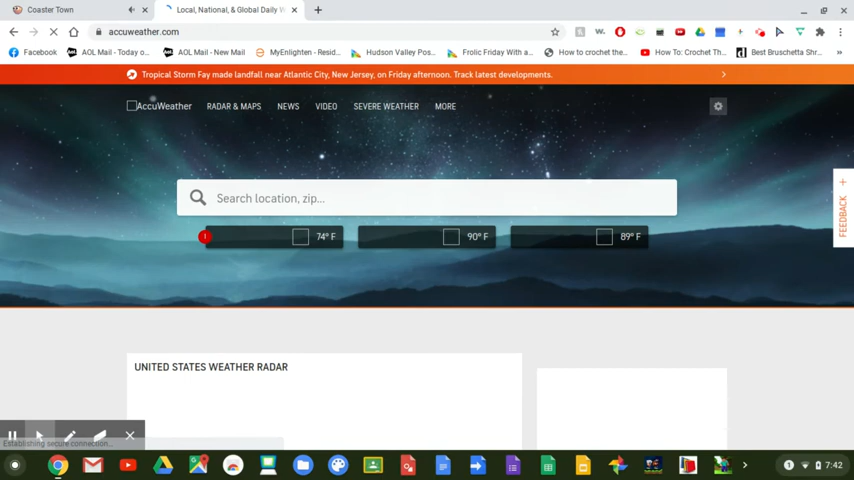 Coaster Town
Local, National, & Global Daily W
accuweather.com
Facebook
AOL Mail - Today o...
AOL Mail - New Mail
MyEnlighten - Resid...
Hudson Valley Pos...
Frolic Friday With a...
How to crochet the...
How To: Crochet Th...
Best Bruschetta Shr...
Tropical Storm Fay made landfall near Atlantic City, New Jersey, on Friday afternoon. Track latest developments.
AccuWeather
RADAR & MAPS
NEWS
VIDEO
SEVERE WEATHER
MORE
Search location, zip...
74° F
90° F
89° F
FEEDBACK +
UNITED STATES WEATHER RADAR
Establishing secure connection...
1
7:42